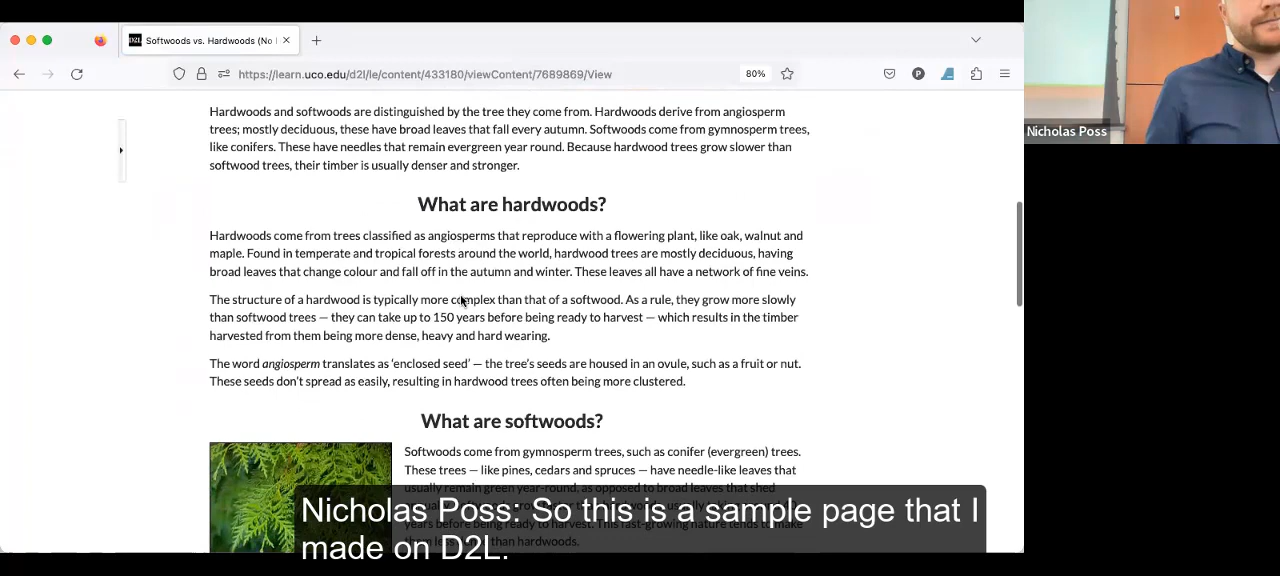 Softwoods vs. Hardwoods (No
https://learn.uco.edu/d2l/le/content/433180/viewContent/7689869/View
80%
Nicholas Poss
Hardwoods and softwoods are distinguished by the tree they come from. Hardwoods derive from angiosperm
trees; mostly deciduous, these have broad leaves that fall every autumn. Softwoods come from gymnosperm trees,
like conifers. These have needles that remain evergreen year round. Because hardwood trees grow slower than
softwood trees, their timber is usually denser and stronger.
What are hardwoods?
Hardwoods come from trees classified as angiosperms that reproduce with a flowering plant, like oak, walnut and
maple. Found in temperate and tropical forests around the world, hardwood trees are mostly deciduous, having
broad leaves that change colour and fall off in the autumn and winter. These leaves all have a network of fine veins.
The structure of a hardwood is typically more complex than that of a softwood. As a rule, they grow more slowly
than softwood trees — they can take up to 150 years before being ready to harvest — which results in the timber
harvested from them being more dense, heavy and hard wearing.
The word angiosperm translates as ‘enclosed seed’ — the tree’s seeds are housed in an ovule, such as a fruit or nut.
These seeds don’t spread as easily, resulting in hardwood trees often being more clustered.
What are softwoods?
Softwoods come from gymnosperm trees, such as conifer (evergreen) trees.
These trees — like pines, cedars and spruces — have needle-like leaves that
usually remain green year-round, as opposed to broad leaves that shed
Nicholas Poss: So this is a sample page that I
made on D2L.